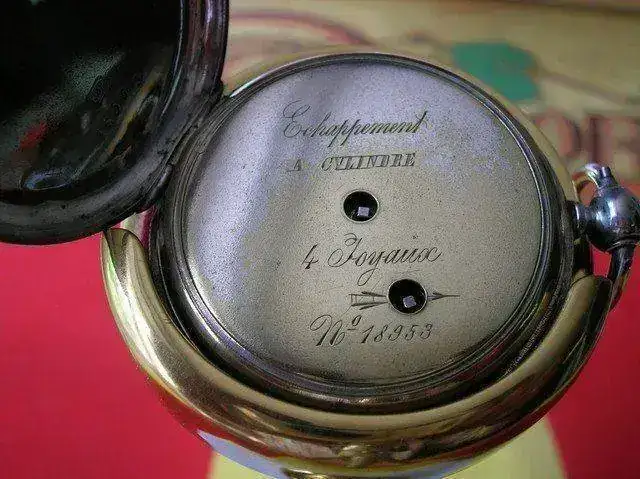 Echappement
A CYLINDRE
4 Joyaux
Nº 18953